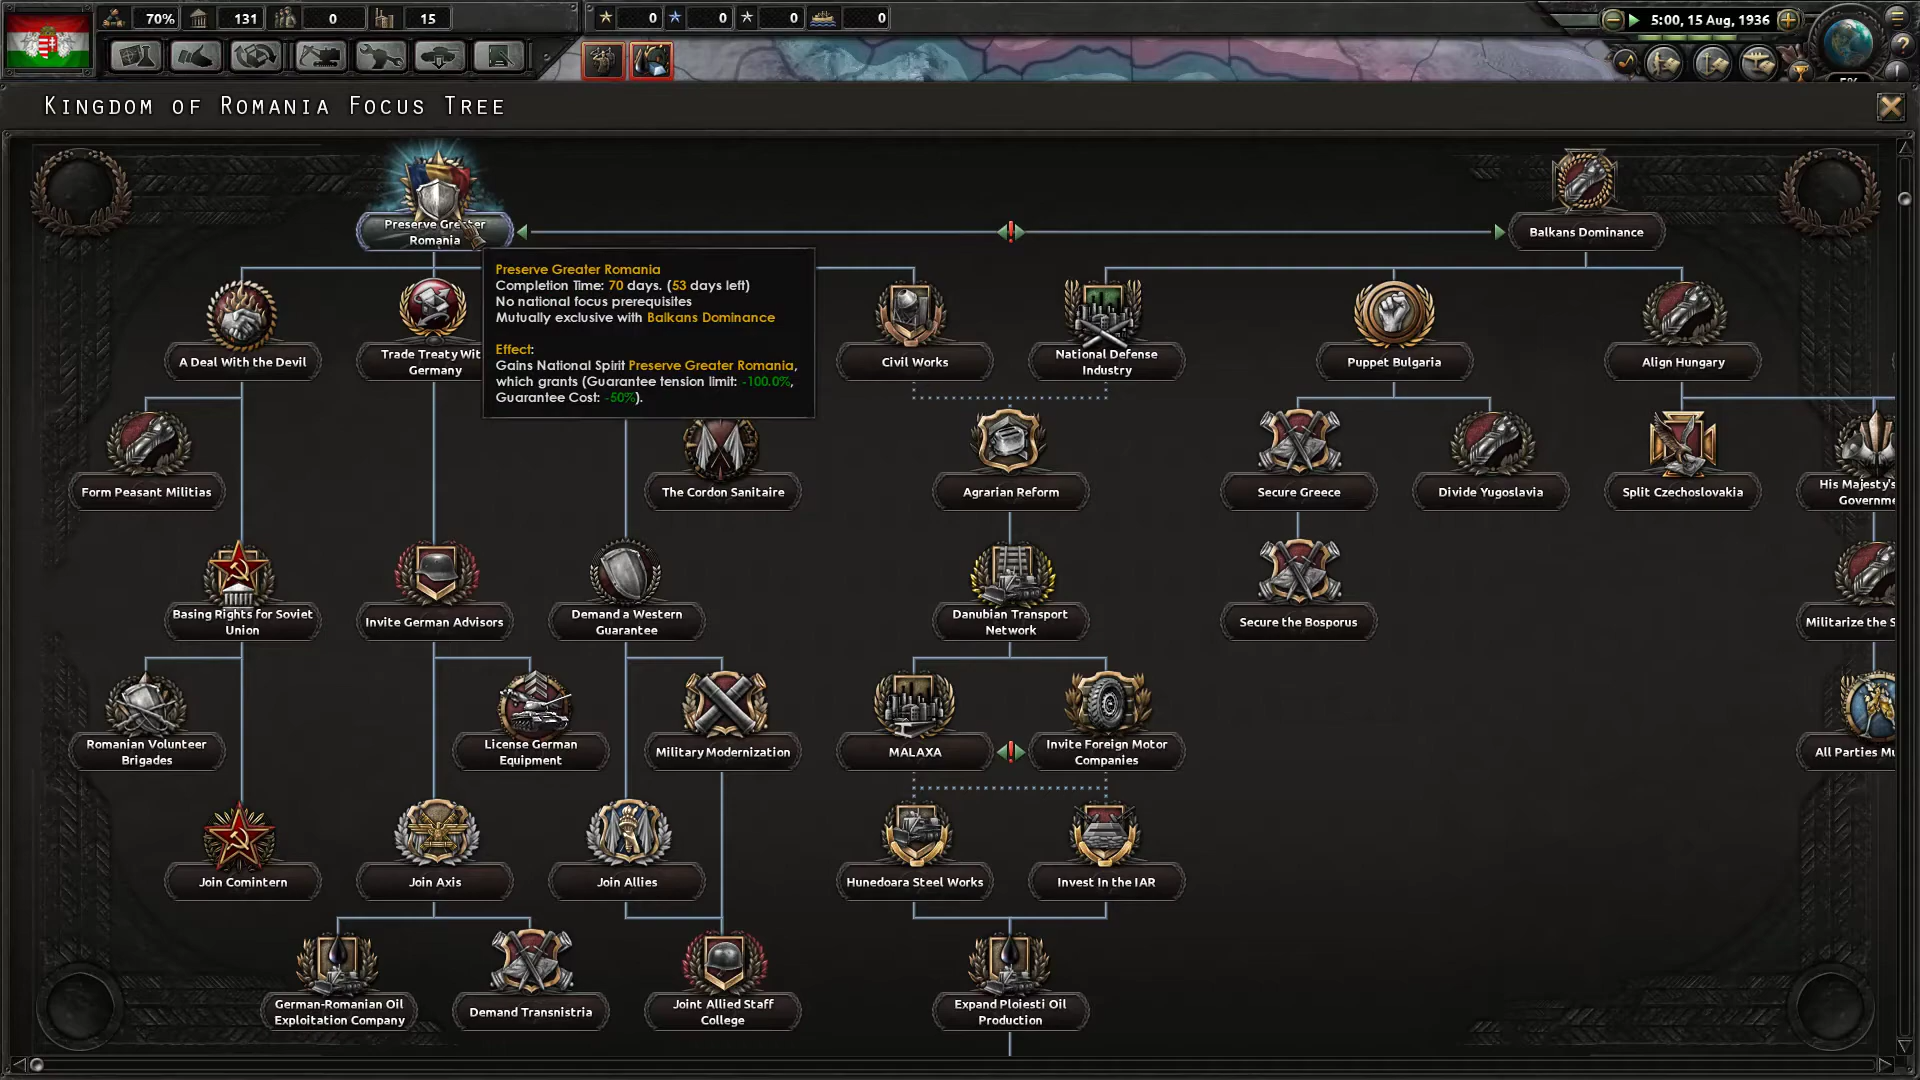 70%
131
0
15
0
0
0
0
5:00, 15 Aug, 1936
5%
Kingdom of Romania Focus Tree
Preserve Greater
Romania
Balkans Dominance
Preserve Greater Romania
Completion Time: 70 days. (53 days left)
No national focus prerequisites
Mutually exclusive with Balkans Dominance
Effect:
Gains National Spirit Preserve Greater Romania,
which grants (Guarantee tension limit: -100.0%,
Guarantee Cost: -50%).
A Deal With the Devil
Trade Treaty Wit
Germany
Civil Works
National Defense
Industry
Puppet Bulgaria
Align Hungary
Form Peasant Militias
The Cordon Sanitaire
Agrarian Reform
Secure Greece
Divide Yugoslavia
Split Czechoslovakia
His Majesty's
Governme
Basing Rights for Soviet
Union
Invite German Advisors
Demand a Western
Guarantee
Danubian Transport
Network
Secure the Bosporus
Militarize the S
Romanian Volunteer
Brigades
License German
Equipment
Military Modernization
MALAXA
Invite Foreign Motor
Companies
All Parties Mu
Join Comintern
Join Axis
Join Allies
Hunedoara Steel Works
Invest In the IAR
German-Romanian Oil
Exploitation Company
Demand Transnistria
Joint Allied Staff
College
Expand Ploiesti Oil
Production